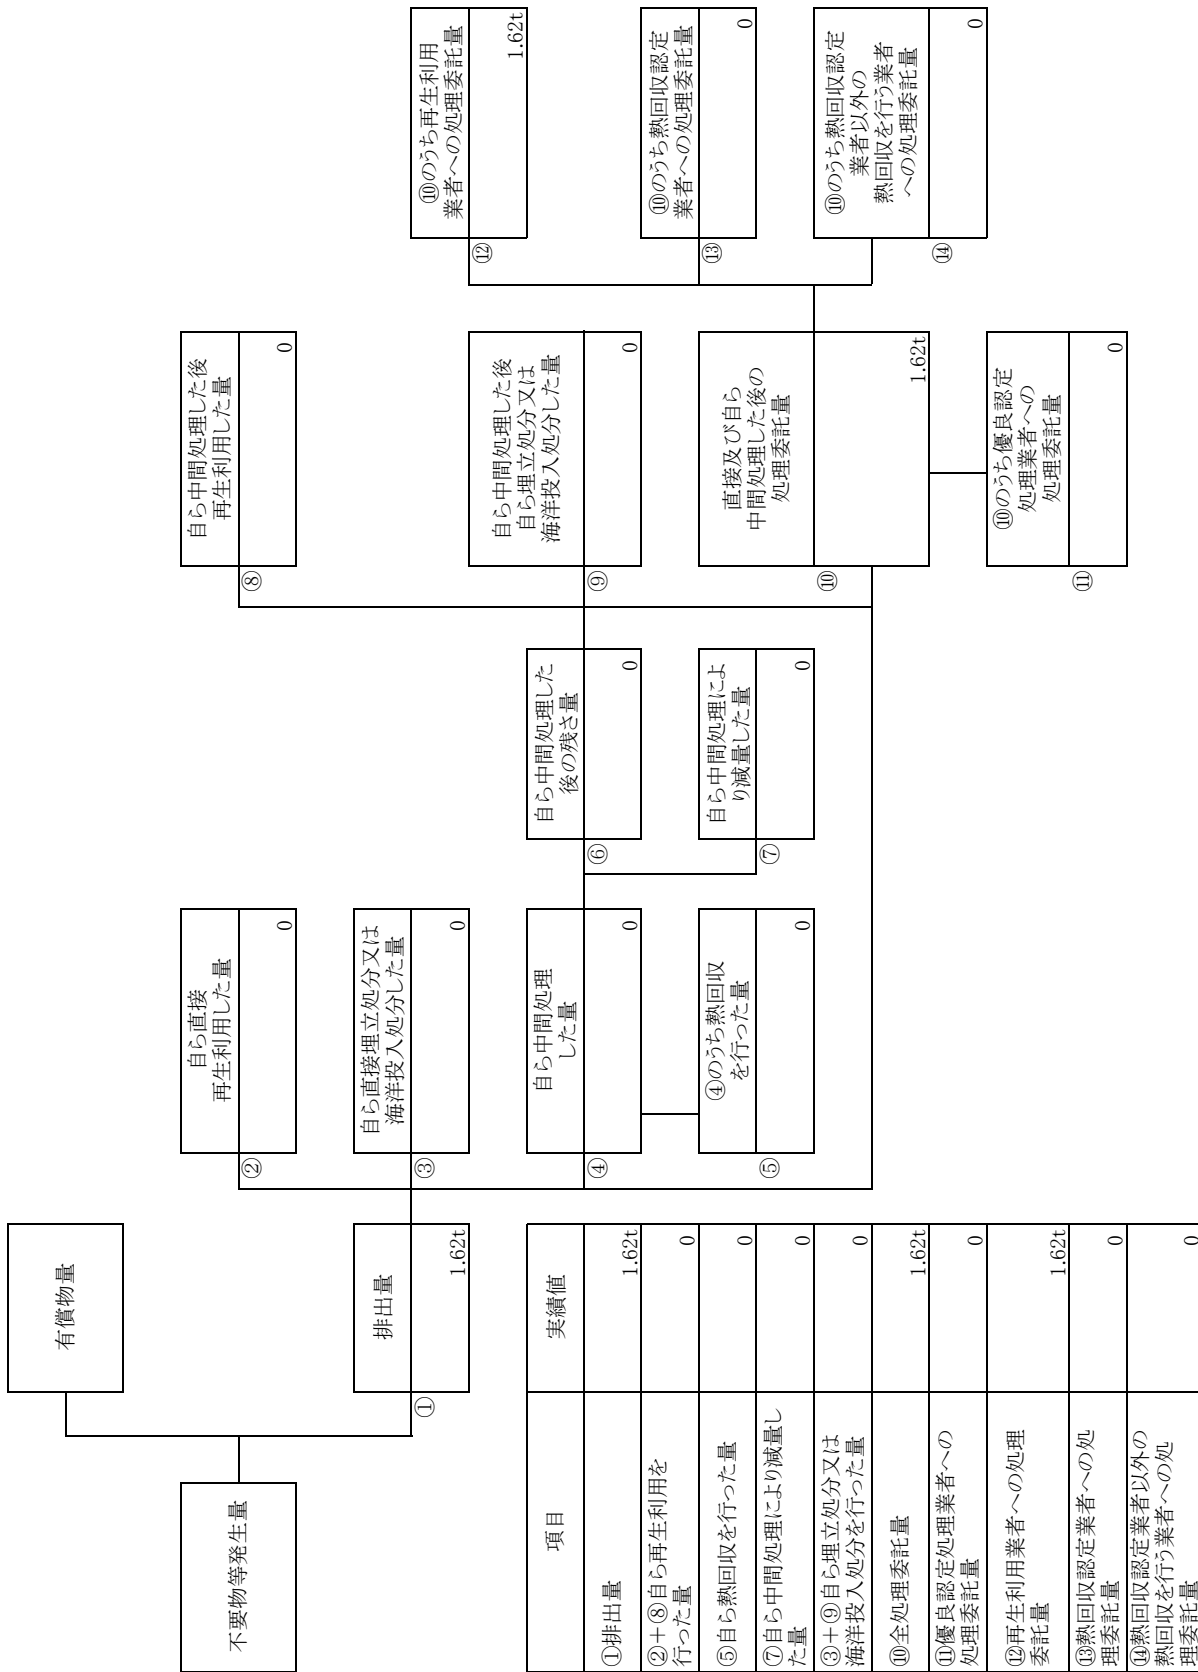 不要物等発生量
有償物量
①
排出量
1.62t
②
自ら直接
再生利用した量
0
③
自ら直接埋立処分又は
海洋投入処分した量
0
④
自ら中間処理
した量
0
⑤
④のうち熱回収
を行った量
0
⑥
自ら中間処理した
後の残さ量
0
⑦
自ら中間処理によ
り減量した量
0
⑧
自ら中間処理した後
再生利用した量
0
⑨
自ら中間処理した後
自ら埋立処分又は
海洋投入処分した量
0
⑩
直接及び自ら
中間処理した後の
処理委託量
1.62t
⑪
⑩のうち優良認定
処理業者への
処理委託量
0
⑫
⑩のうち再生利用
業者への処理委託量
1.62t
⑬
⑩のうち熱回収認定
業者への処理委託量
0
⑭
⑩のうち熱回収認定
業者以外の
熱回収を行う業者
への処理委託量
0
項目
実績値
①排出量
1.62t
②+⑧自ら再生利用を
行った量
0
⑤自ら熱回収を行った量
0
⑦自ら中間処理により減量し
た量
0
③+⑨自ら埋立処分又は
海洋投入処分を行った量
0
⑩全処理委託量
1.62t
⑪優良認定処理業者への
処理委託量
0
⑫再生利用業者への処理
委託量
1.62t
⑬熱回収認定業者への処
理委託量
0
⑭熱回収認定業者以外の
熱回収を行う業者への処
理委託量
0